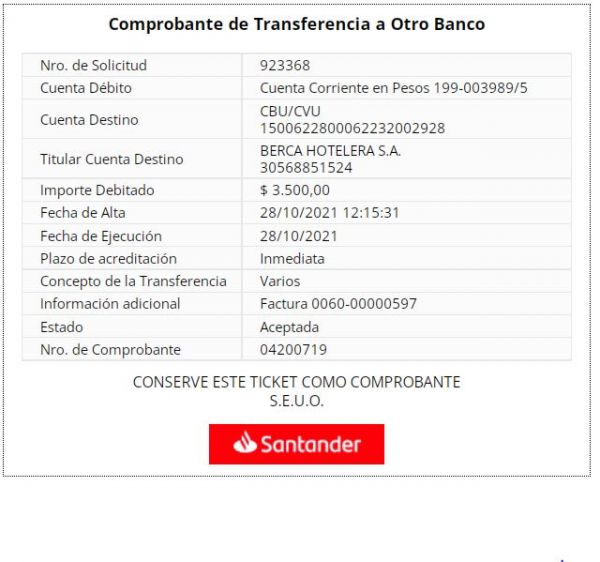 Comprobante de Transferencia a Otro Banco
Nro. de Solicitud 923368
Cuenta Débito Cuenta Corriente en Pesos 199-003989/5
Cuenta Destino CBU/CVU
1500622800062232002928
Titular Cuenta Destino BERCA HOTELERA S.A.
30568851524
Importe Debitado $ 3.500,00
Fecha de Alta 28/10/2021 12:15:31
Fecha de Ejecución 28/10/2021
Plazo de acreditación Inmediata
Concepto de la Transferencia Varios
Información adicional Factura 0060-00000597
Estado Aceptada
Nro. de Comprobante 04200719
CONSERVE ESTE TICKET COMO COMPROBANTE
S.E.U.O.
Santander